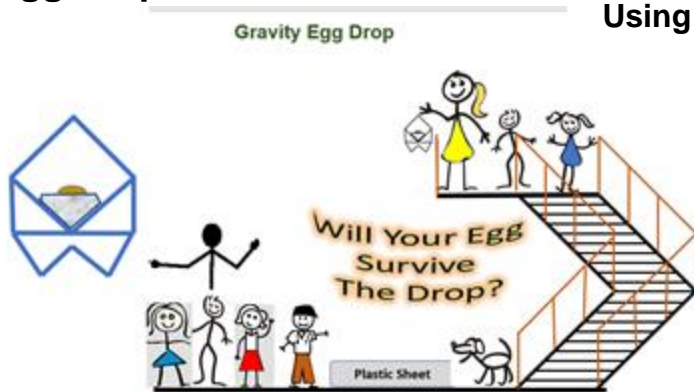 Using
Gravity Egg Drop
Will Your Egg
Survive
The Drop?
Plastic Sheet